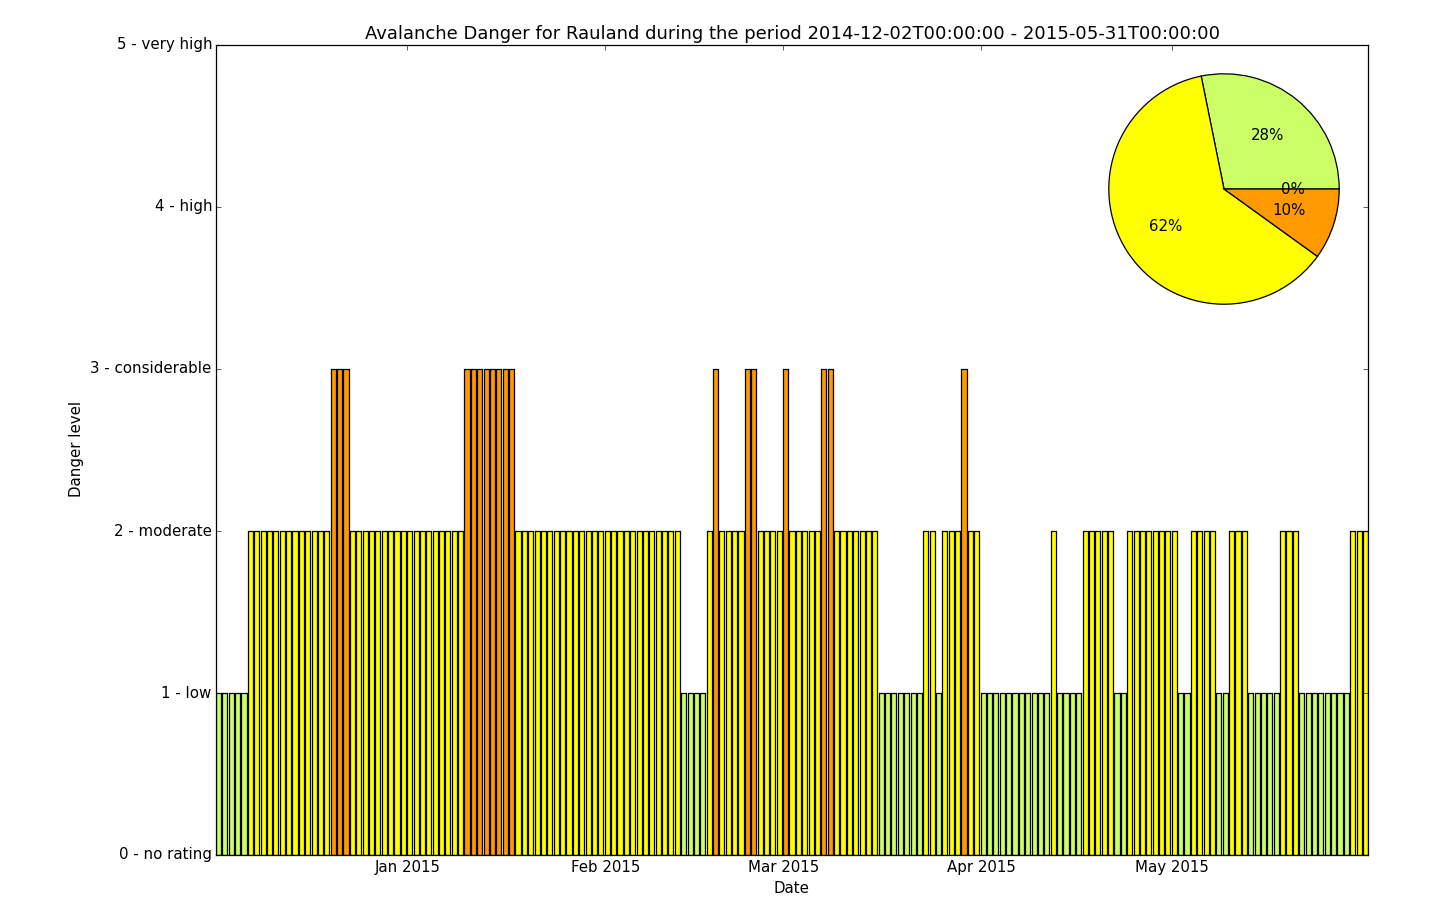 Avalanche Danger for Rauland during the period 2014-12-02T00:00:00 - 2015-05-31T00:00:00
5 - very high
4 - high
3 - considerable
2 - moderate
1 - low
0 - no rating
Danger level
28%
0%
10%
62%
Jan 2015 Feb 2015 Mar 2015 Apr 2015 May 2015
Date